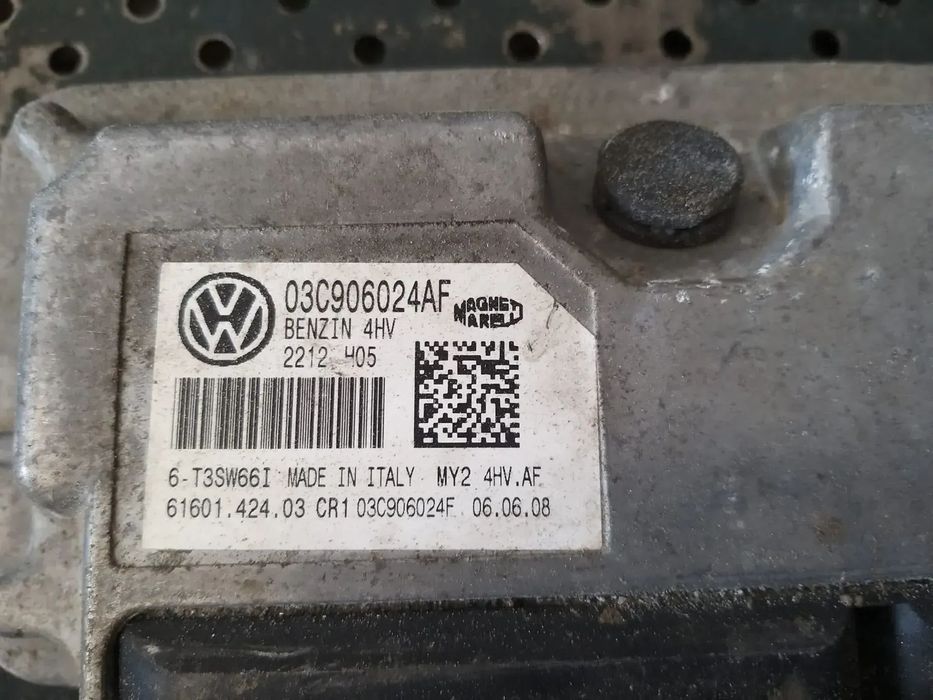 03C906024AF
MAGNETI
MARELLI
BENZIN 4HV
2212 H05
6-T3SW66I MADE IN ITALY MY2 4HV.AF
61601.424.03 CR1 03C906024F 06.06.08